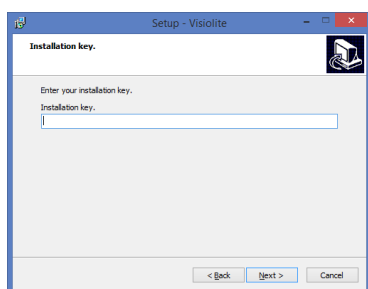 Setup - Visiolite
Installation key.
Enter your installation key.
Installation key.
< Back Next > Cancel